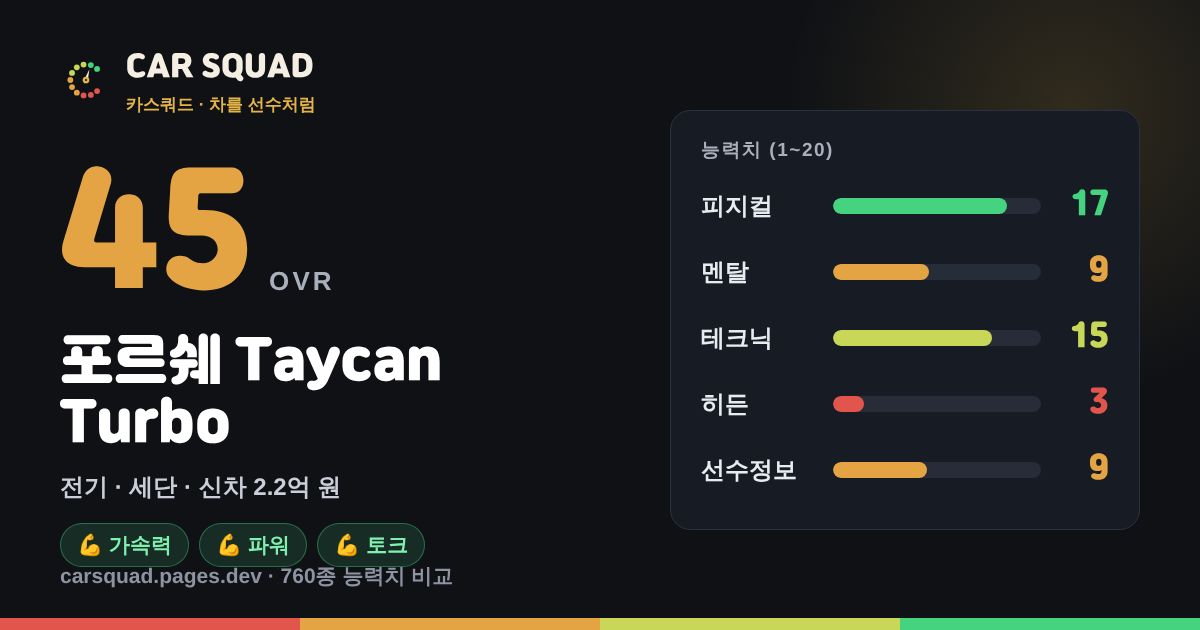 CAR SQUAD
카스쿼드 · 차를 선수처럼
45 OVR
포르쉐 Taycan
Turbo
전기 · 세단 · 신차 2.2억 원
💪 가속력 💪 파워 💪 토크
carsquad.pages.dev · 760종 능력치 비교
능력치 (1~20)
피지컬 17
멘탈 9
테크닉 15
히든 3
선수정보 9